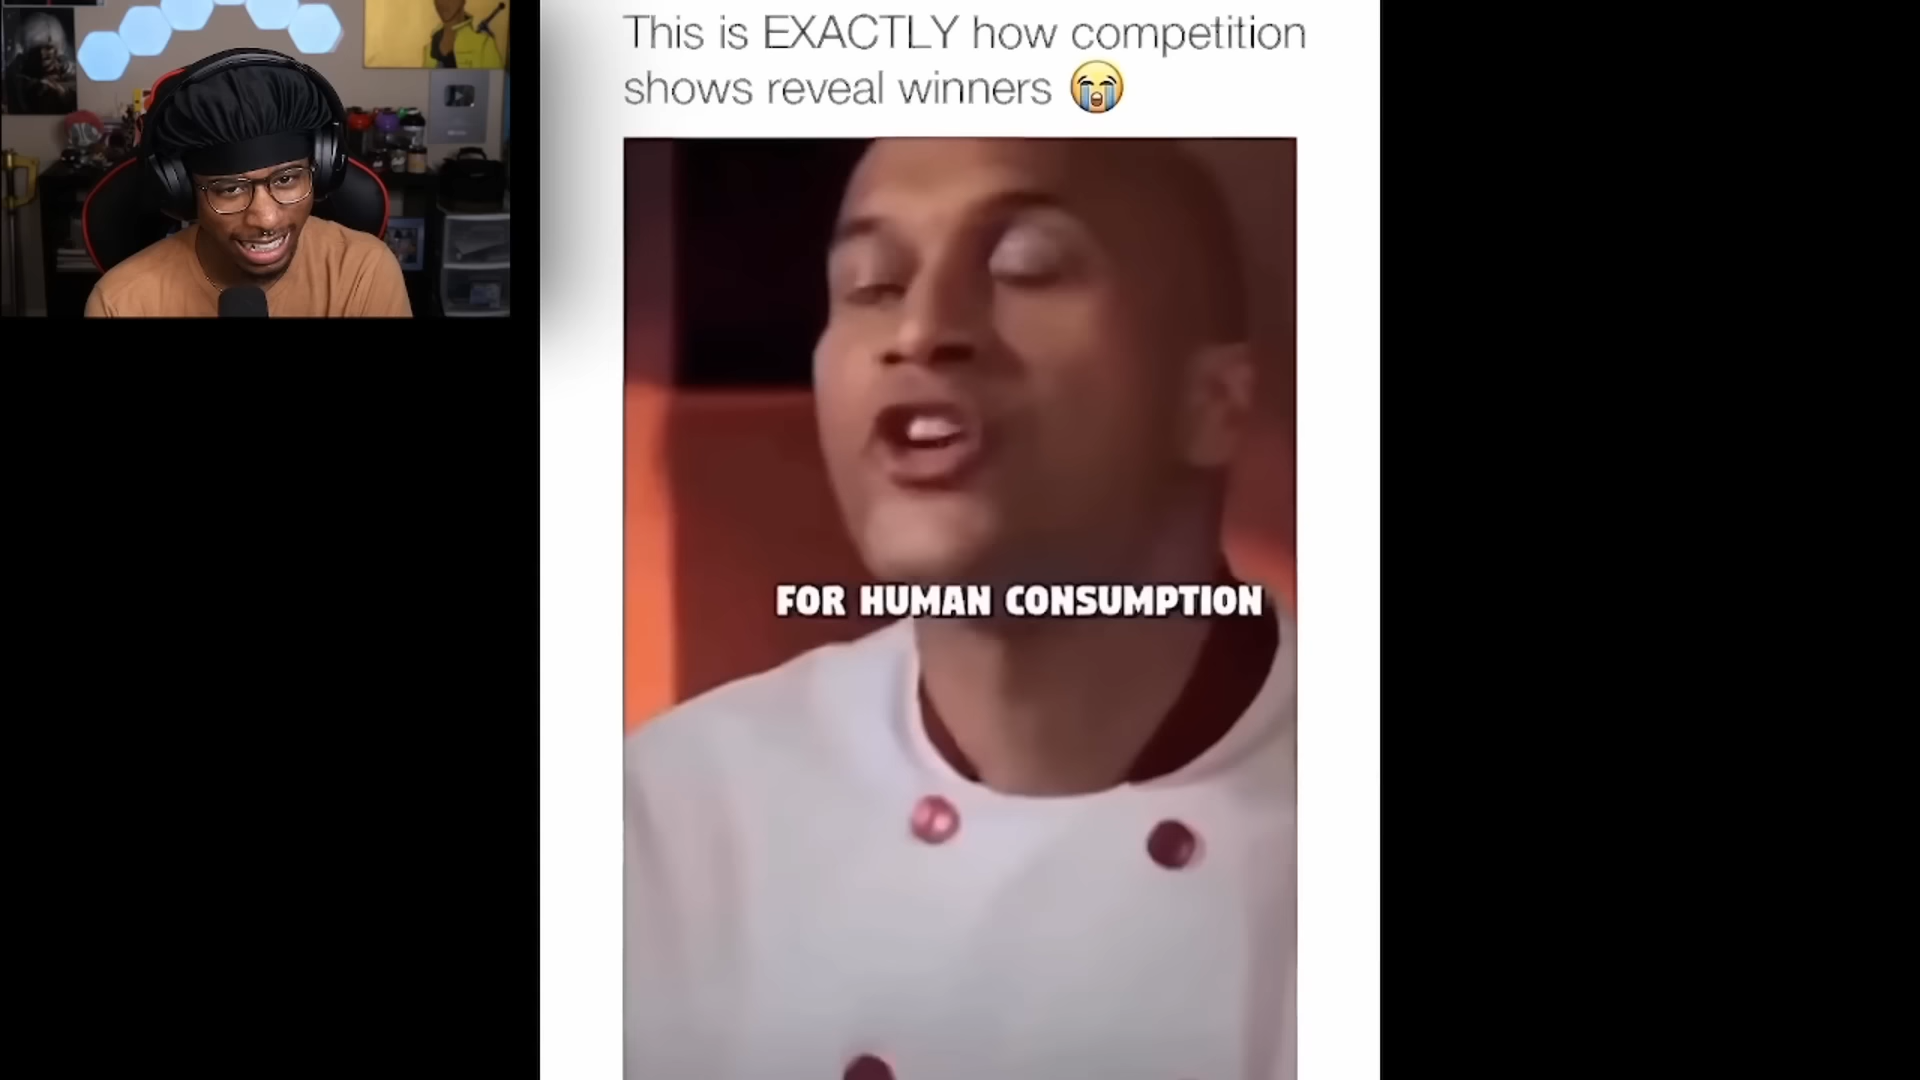 This is EXACTLY how competition
shows reveal winners 😭
FOR HUMAN CONSUMPTION